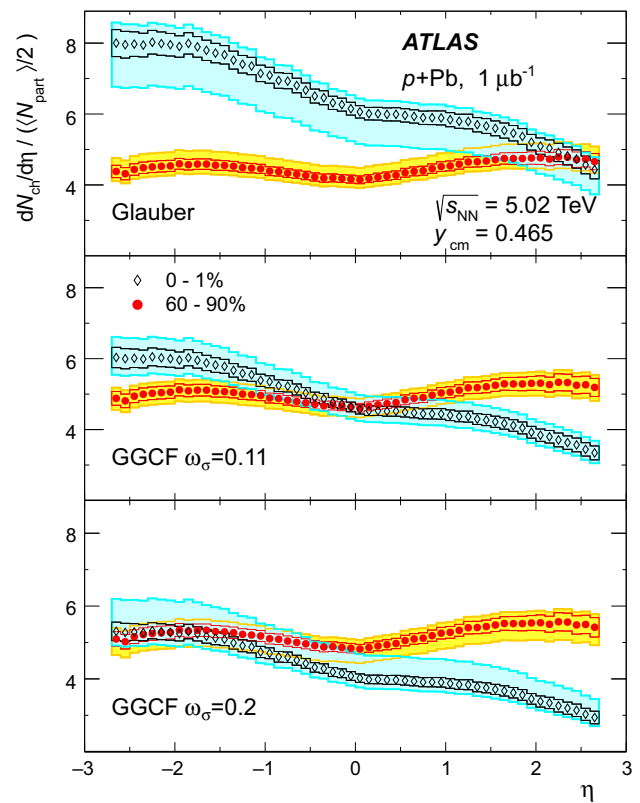 dN_ch/dη / (⟨N_part⟩/2 )
8
6
4
ATLAS
p+Pb, 1 μb⁻¹
Glauber
√s_NN = 5.02 TeV
y_cm = 0.465
8
6
4
0 - 1%
60 - 90%
GGCF ω_σ=0.11
8
6
4
GGCF ω_σ=0.2
−3 −2 −1 0 1 2 3
η